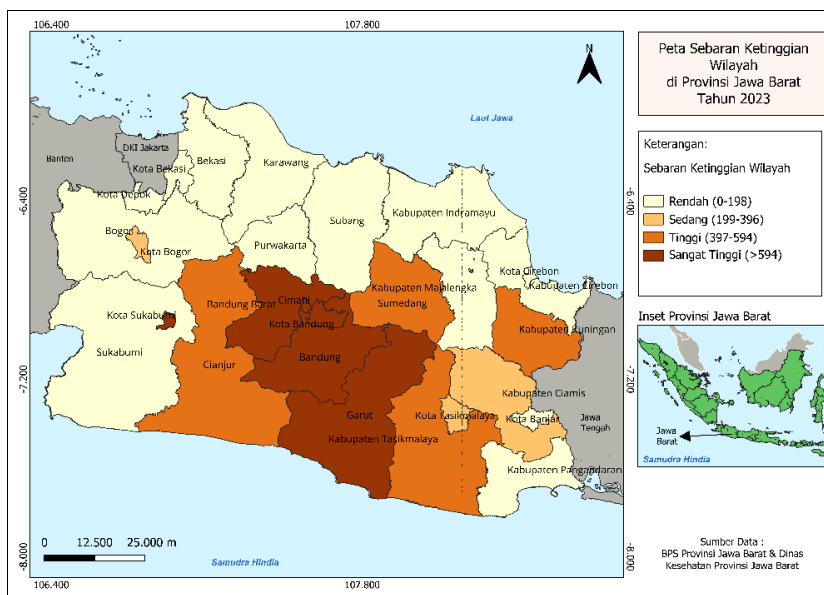 106.400
107.800
Peta Sebaran Ketinggian
Wilayah
di Provinsi Jawa Barat
Tahun 2023
N
Laut Jawa
Keterangan:
Sebaran Ketinggian Wilayah
Rendah (0-198)
Sedang (199-396)
Tinggi (397-594)
Sangat Tinggi (>594)
Banten
DKI Jakarta
Kota Bekasi
Bekasi
Karawang
Kota Depok
Subang
Kabupaten Indramayu
-6.400
-6.400
Bogor
Kota Bogor
Purwakarta
Kota Cirebon
Kabupaten Cirebon
Bandung Barat
Cimahi
Kabupaten Majalengka
Sumedang
Kota Sukabumi
Kota Bandung
Kabupaten Kuningan
Inset Provinsi Jawa Barat
Sukabumi
Cianjur
Bandung
-7.200
-7.200
Kabupaten Ciamis
Garut
Kota Tasikmalaya
Kota Banjar
Jawa
Tengah
Kabupaten Tasikmalaya
Kabupaten Pangandaran
Jawa
Barat
Samudra Hindia
0 12.500 25.000 m
Samudra Hindia
-8.000
-8.000
Sumber Data :
BPS Provinsi Jawa Barat & Dinas
Kesehatan Provinsi Jawa Barat
106.400
107.800